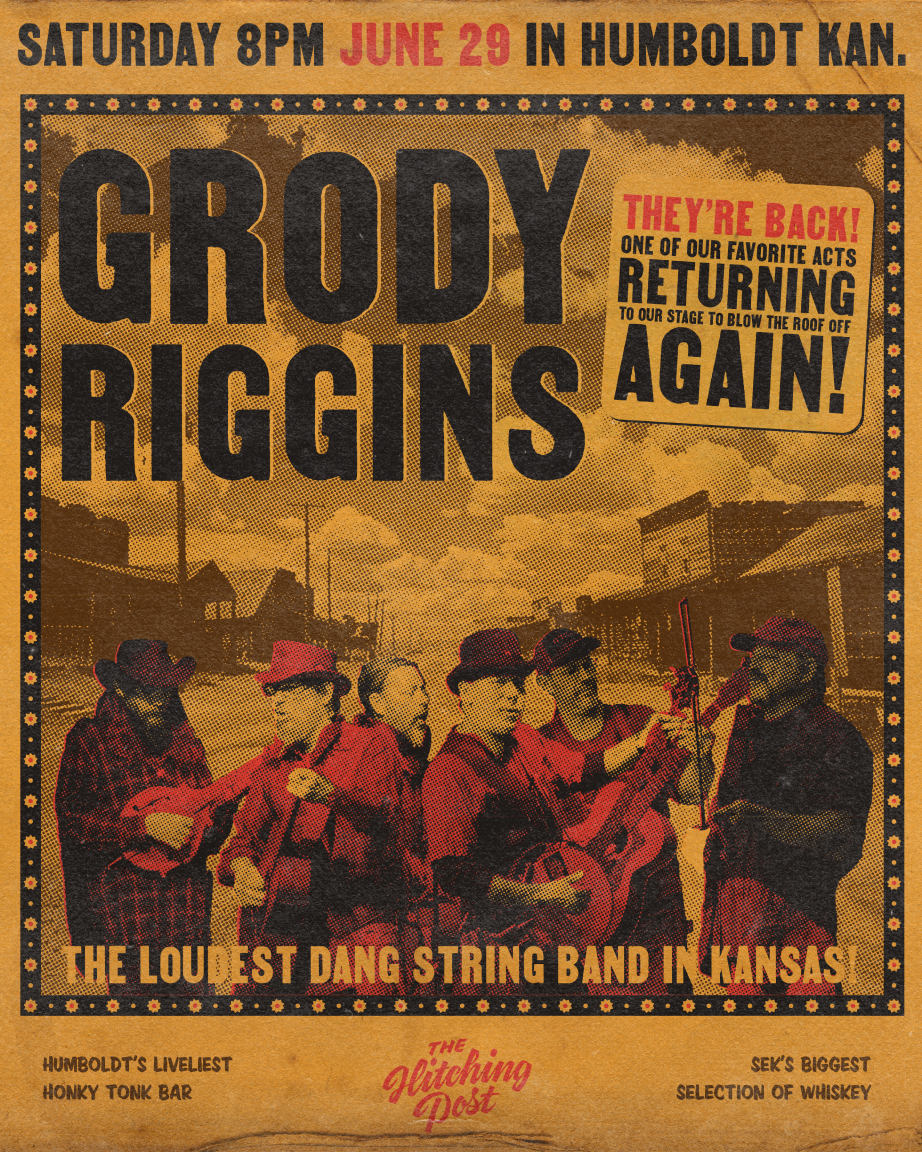 SATURDAY 8PM JUNE 29 IN HUMBOLDT KAN.
GRODY
RIGGINS
THEY'RE BACK!
ONE OF OUR FAVORITE ACTS
RETURNING
TO OUR STAGE TO BLOW THE ROOF OFF
AGAIN!
THE LOUDEST DANG STRING BAND IN KANSAS!
HUMBOLDT'S LIVELIEST
HONKY TONK BAR
THE
Hitching
Post
SEK'S BIGGEST
SELECTION OF WHISKEY